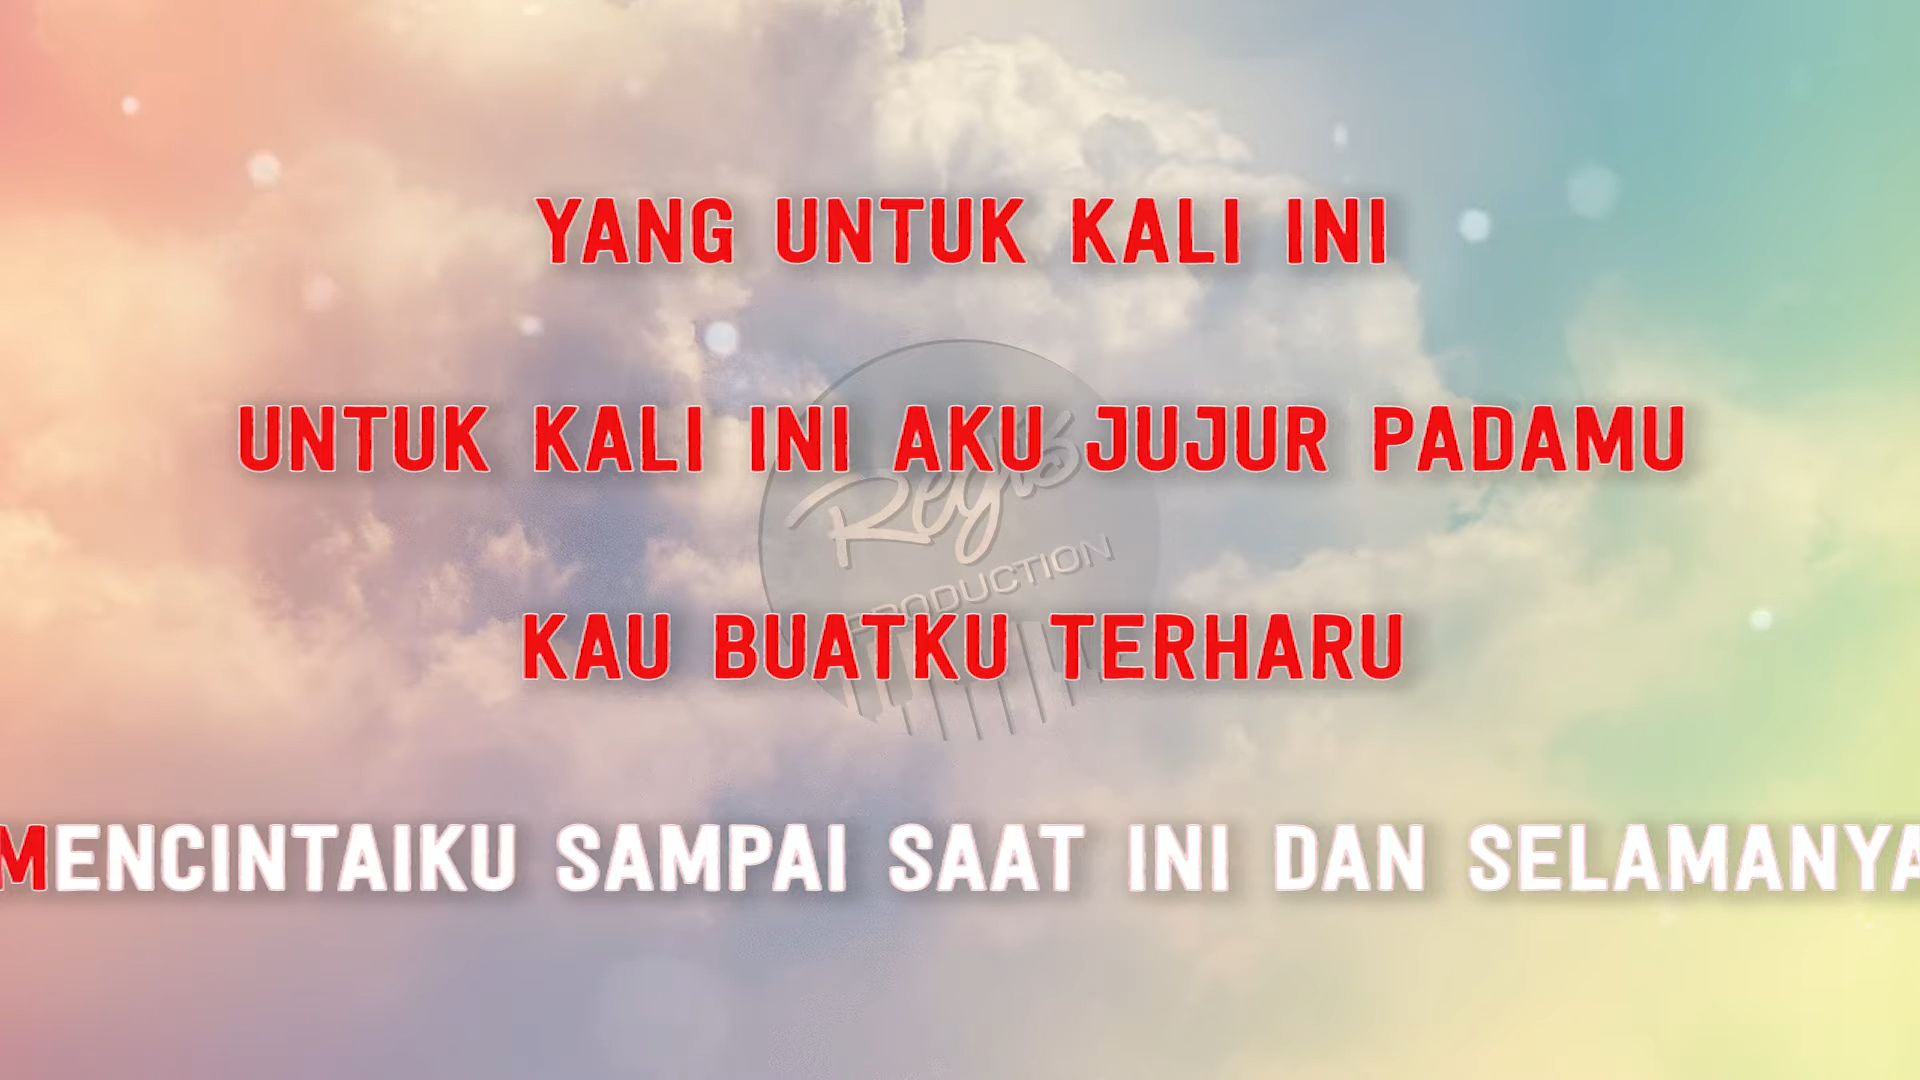 YANG UNTUK KALI INI
UNTUK KALI INI AKU JUJUR PADAMU
Regis
PRODUCTION
KAU BUATKU TERHARU
MENCINTAIKU SAMPAI SAAT INI DAN SELAMANYA